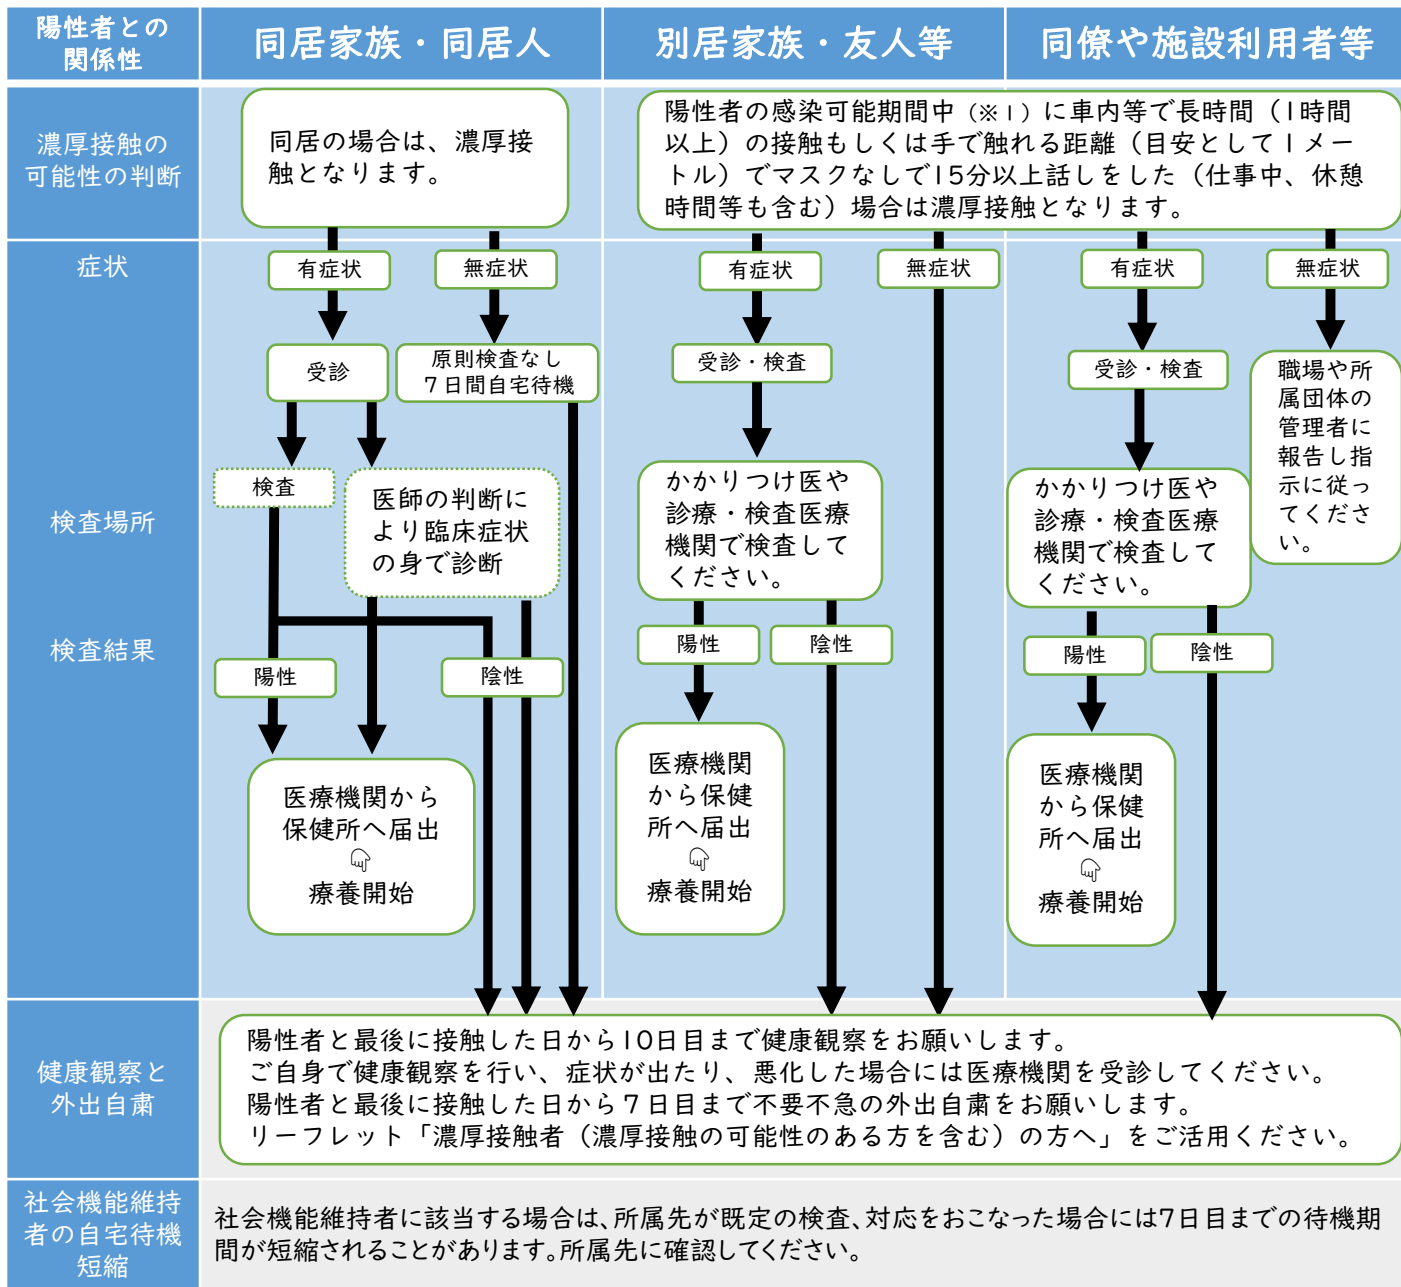 陽性者との
関係性
同居家族・同居人
別居家族・友人等
同僚や施設利用者等
濃厚接触の
可能性の判断
同居の場合は、濃厚接
触となります。
陽性者の感染可能期間中（※1）に車内等で長時間（1時間
以上）の接触もしくは手で触れる距離（目安として1メー
トル）でマスクなしで15分以上話しをした（仕事中、休憩
時間等も含む）場合は濃厚接触となります。
症状
有症状
無症状
有症状
無症状
有症状
無症状
受診
原則検査なし
７日間自宅待機
受診・検査
受診・検査
職場や所
属団体の
管理者に
報告し指
示に従っ
てくださ
い。
検査場所
検査
医師の判断に
より臨床症状
の身で診断
かかりつけ医や
診療・検査医療
機関で検査して
ください。
かかりつけ医や
診療・検査医療
機関で検査して
ください。
検査結果
陽性
陰性
陽性
陰性
陽性
陰性
医療機関から
保健所へ届出
☟
療養開始
医療機関
から保健
所へ届出
☟
療養開始
医療機関
から保健
所へ届出
☟
療養開始
健康観察と
外出自粛
陽性者と最後に接触した日から10日目まで健康観察をお願いします。
ご自身で健康観察を行い、症状が出たり、悪化した場合には医療機関を受診してください。
陽性者と最後に接触した日から７日目まで不要不急の外出自粛をお願いします。
リーフレット「濃厚接触者（濃厚接触の可能性のある方を含む）の方へ」をご活用ください。
社会機能維持
者の自宅待機
短縮
社会機能維持者に該当する場合は、所属先が既定の検査、対応をおこなった場合には7日目までの待機期
間が短縮されることがあります。所属先に確認してください。